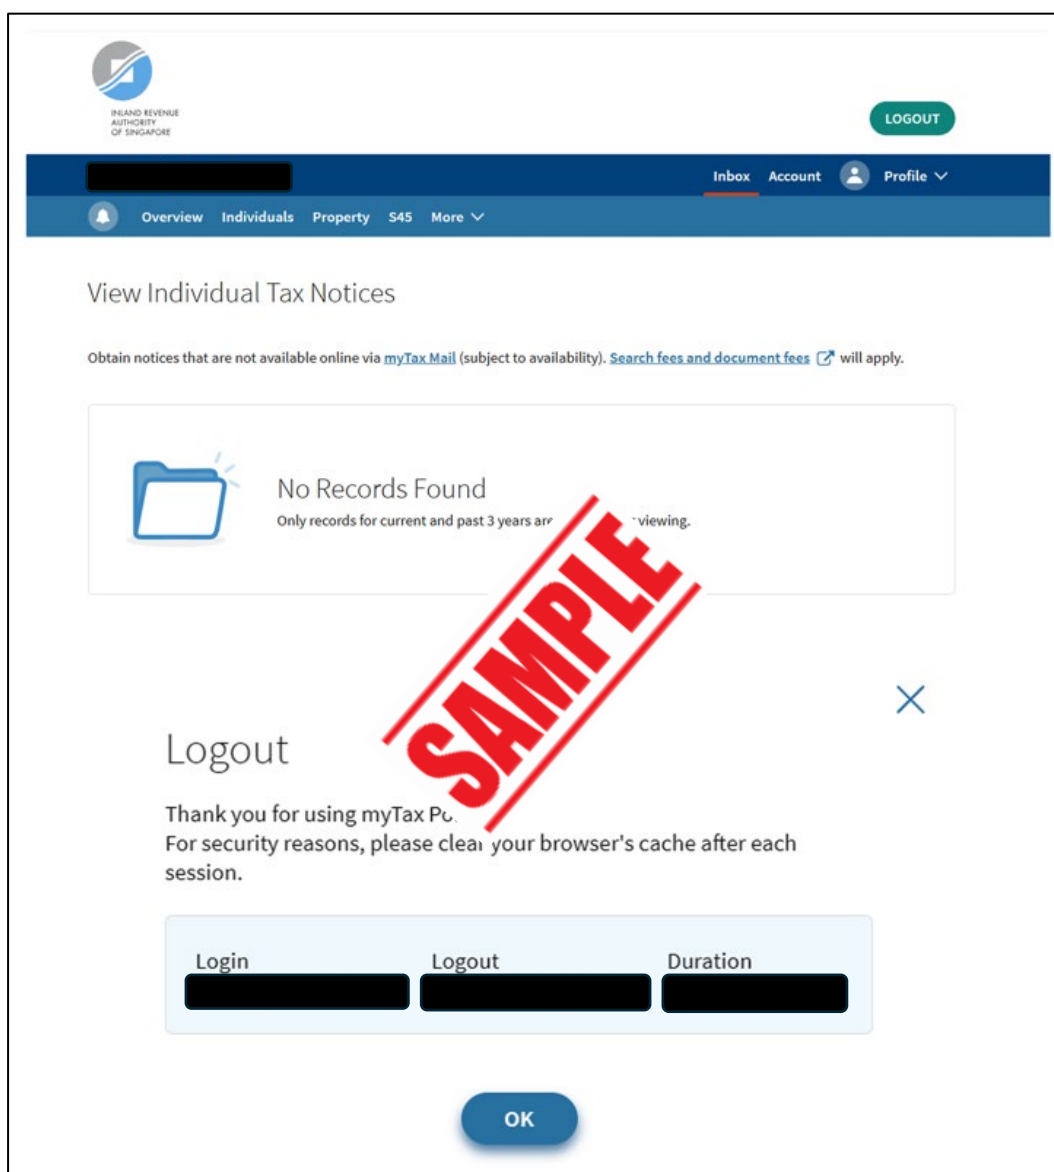 INLAND REVENUE
AUTHORITY
OF SINGAPORE
LOGOUT
Inbox Account Profile
Overview Individuals Property S45 More
View Individual Tax Notices
Obtain notices that are not available online via myTax Mail (subject to availability). Search fees and document fees will apply.
No Records Found
Only records for current and past 3 years are viewing.
SAMPLE
Logout
Thank you for using myTax
For security reasons, please clear your browser's cache after each
session.
Login Logout Duration
OK